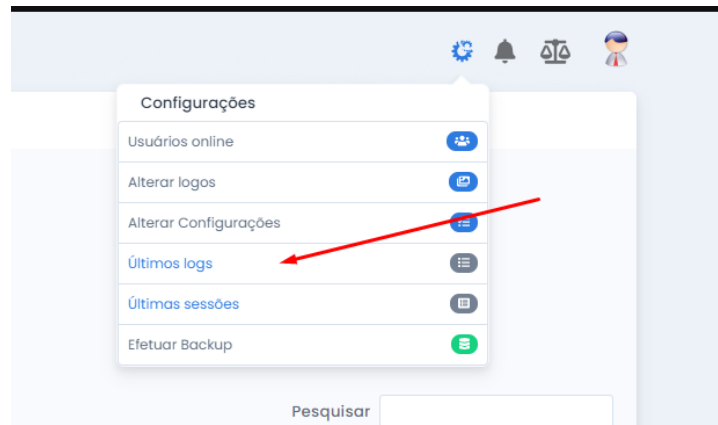 Configurações
Usuários online
Alterar logos
Alterar Configurações
Últimos logs
Últimas sessões
Efetuar Backup
Pesquisar